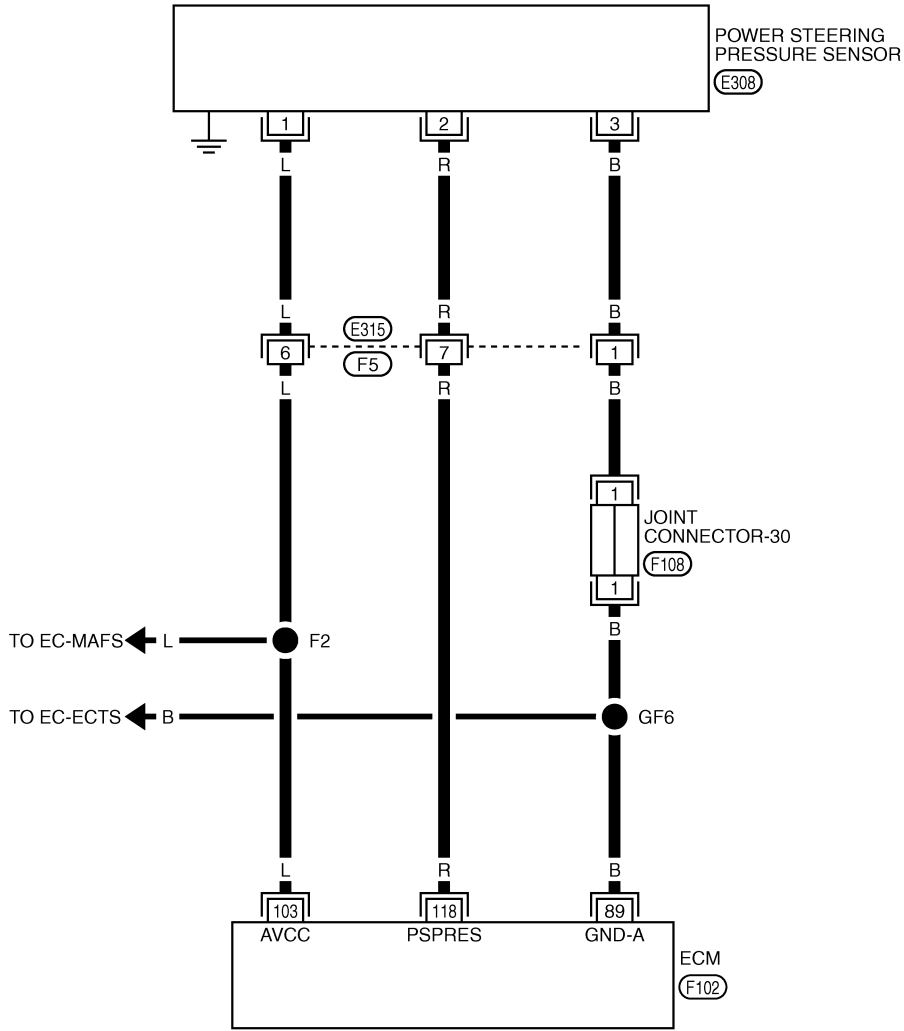 POWER STEERING
PRESSURE SENSOR
E308
1 2 3
L R B
L R B
E315
6 7 1
F5
L R B
1
JOINT
CONNECTOR-30
F108
1
B
TO EC-MAFS L F2
TO EC-ECTS B GF6
L R B
103 118 89
AVCC PSPRES GND-A
ECM
F102